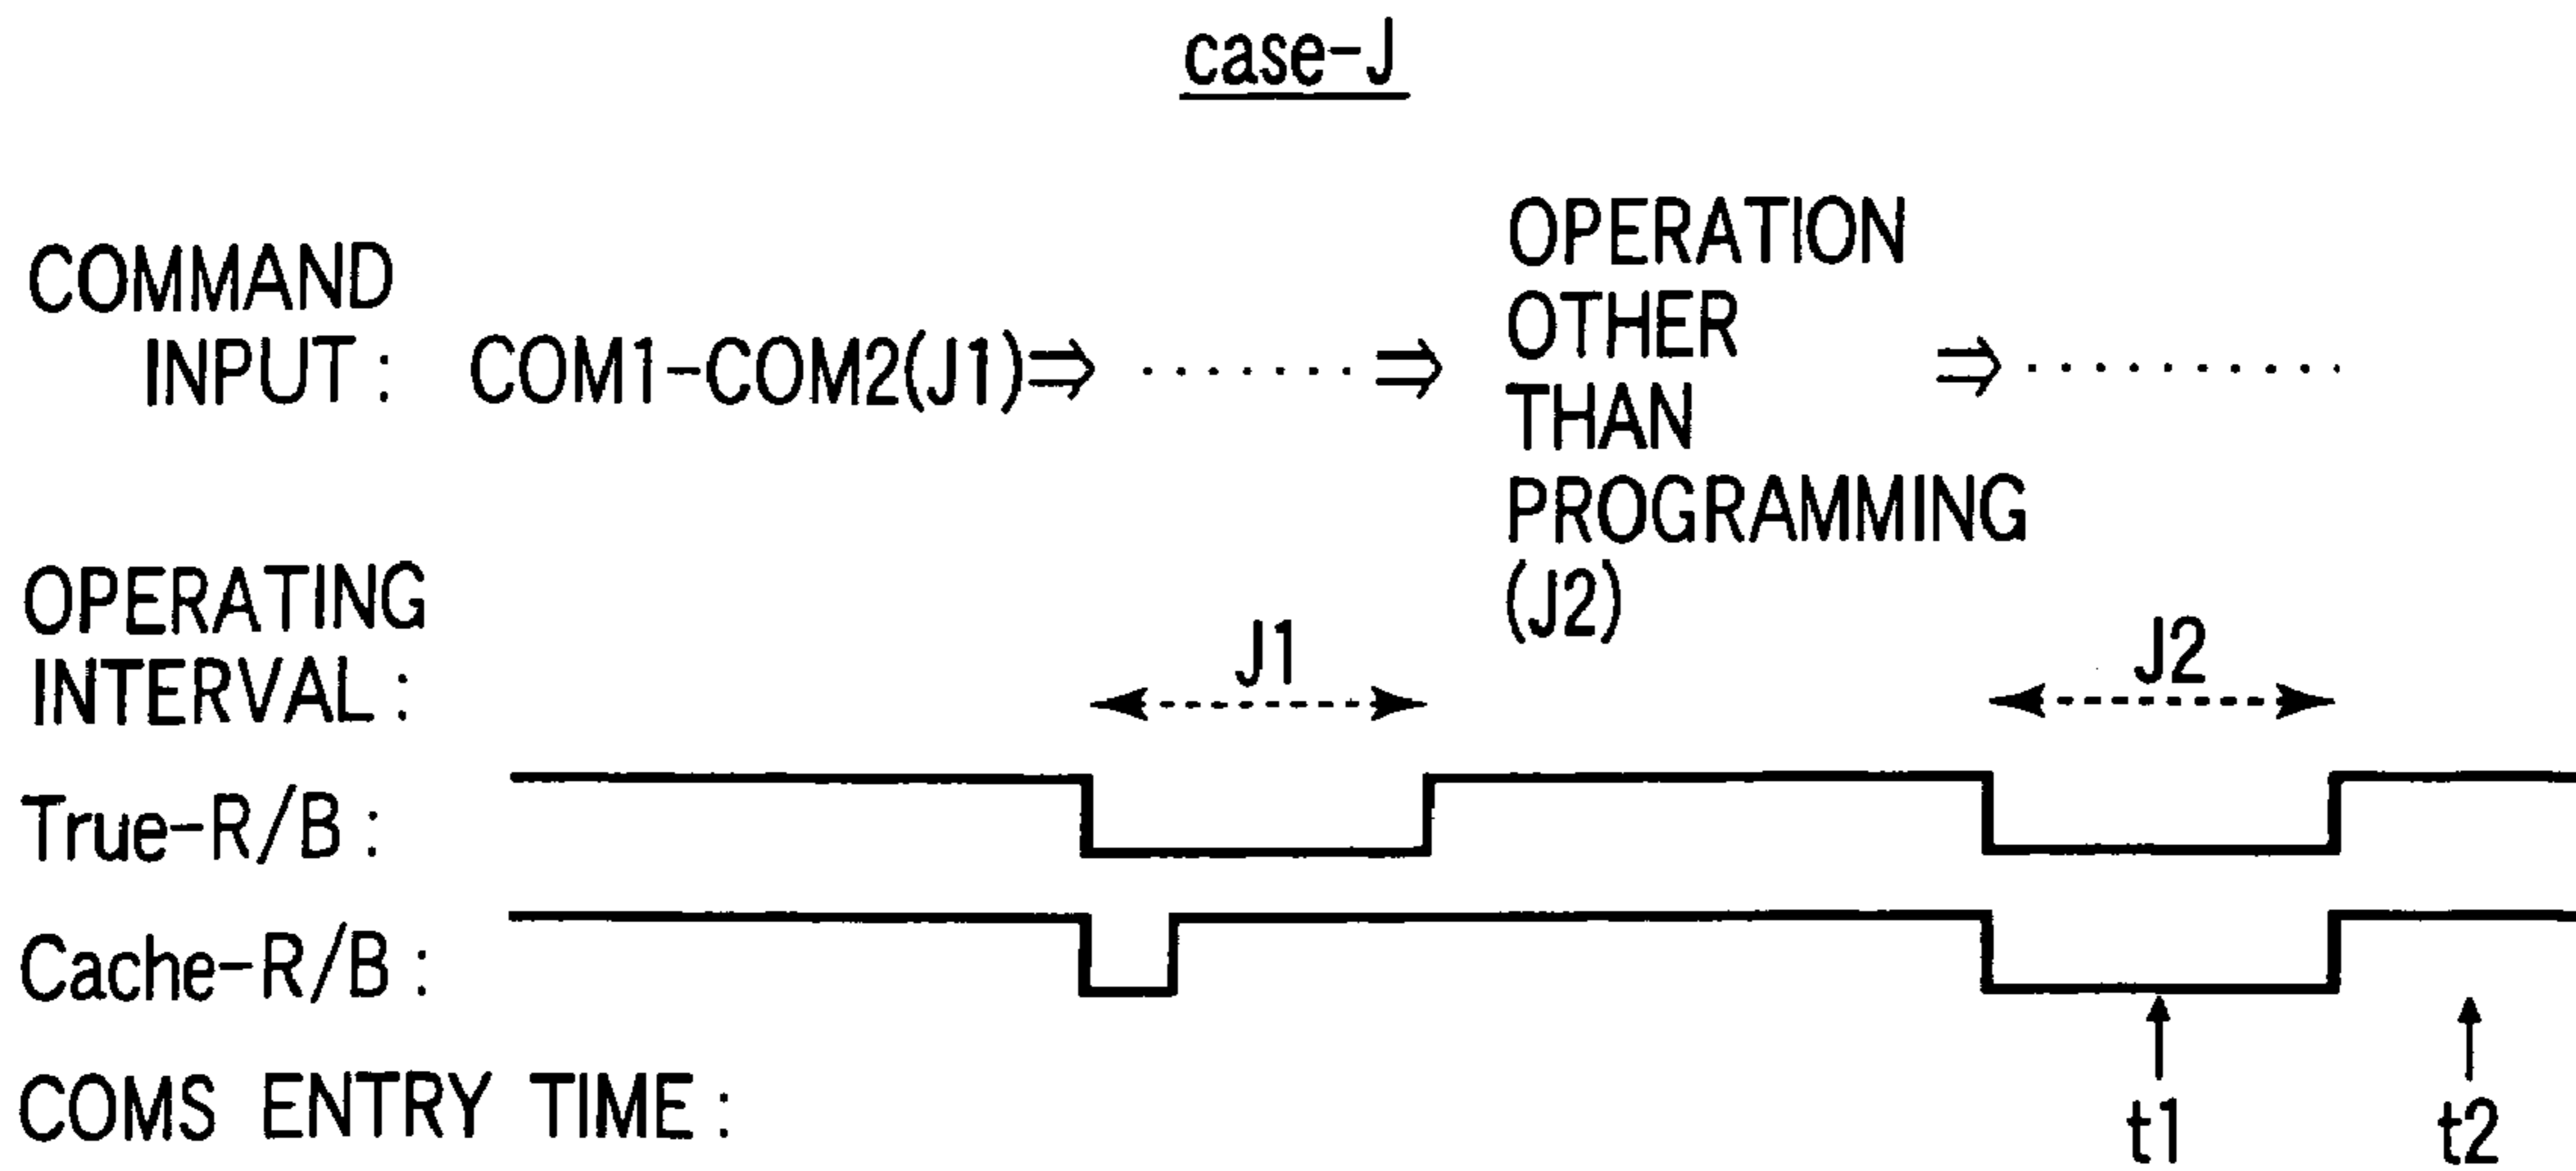 case-J
COMMAND
INPUT : COM1-COM2(J1)⇒ ······· ⇒
OPERATION
OTHER
THAN
PROGRAMMING
(J2)
⇒ ··········
OPERATING
INTERVAL :
J1
J2
True-R/B :
Cache-R/B :
COMS ENTRY TIME :
t1
t2